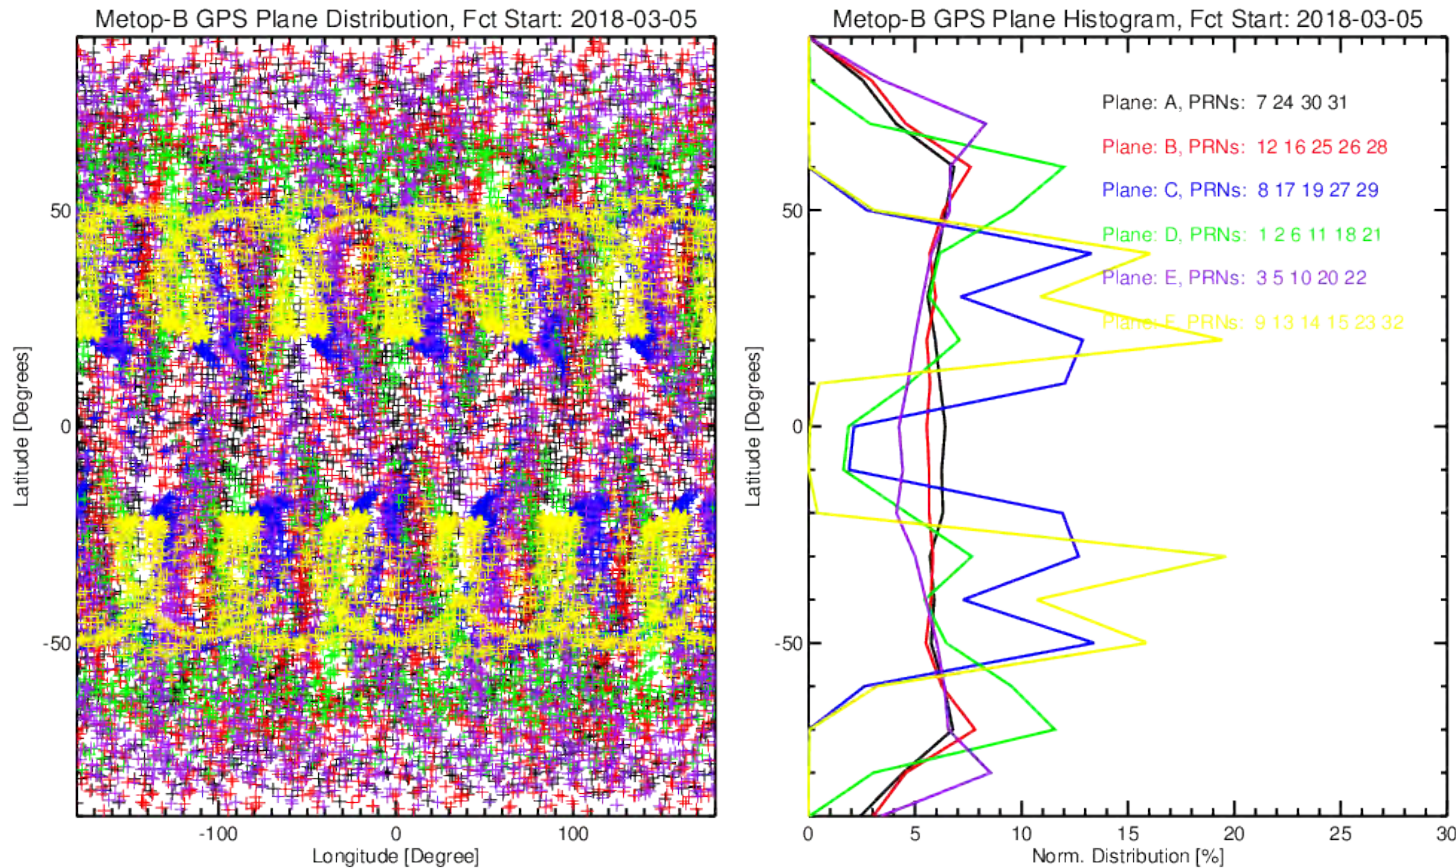 Metop-B GPS Plane Distribution, Fct Start: 2018-03-05
50
0
-50
Latitude [Degrees]
-100 0 100
Longitude [Degree]
Metop-B GPS Plane Histogram, Fct Start: 2018-03-05
Plane: A, PRNs: 7 24 30 31
Plane: B, PRNs: 12 16 25 26 28
Plane: C, PRNs: 8 17 19 27 29
Plane: D, PRNs: 1 2 6 11 18 21
Plane: E, PRNs: 3 5 10 20 22
Plane: F, PRNs: 9 13 14 15 23 32
50
0
-50
Latitude [Degrees]
0 5 10 15 20 25 30
Norm. Distribution [%]